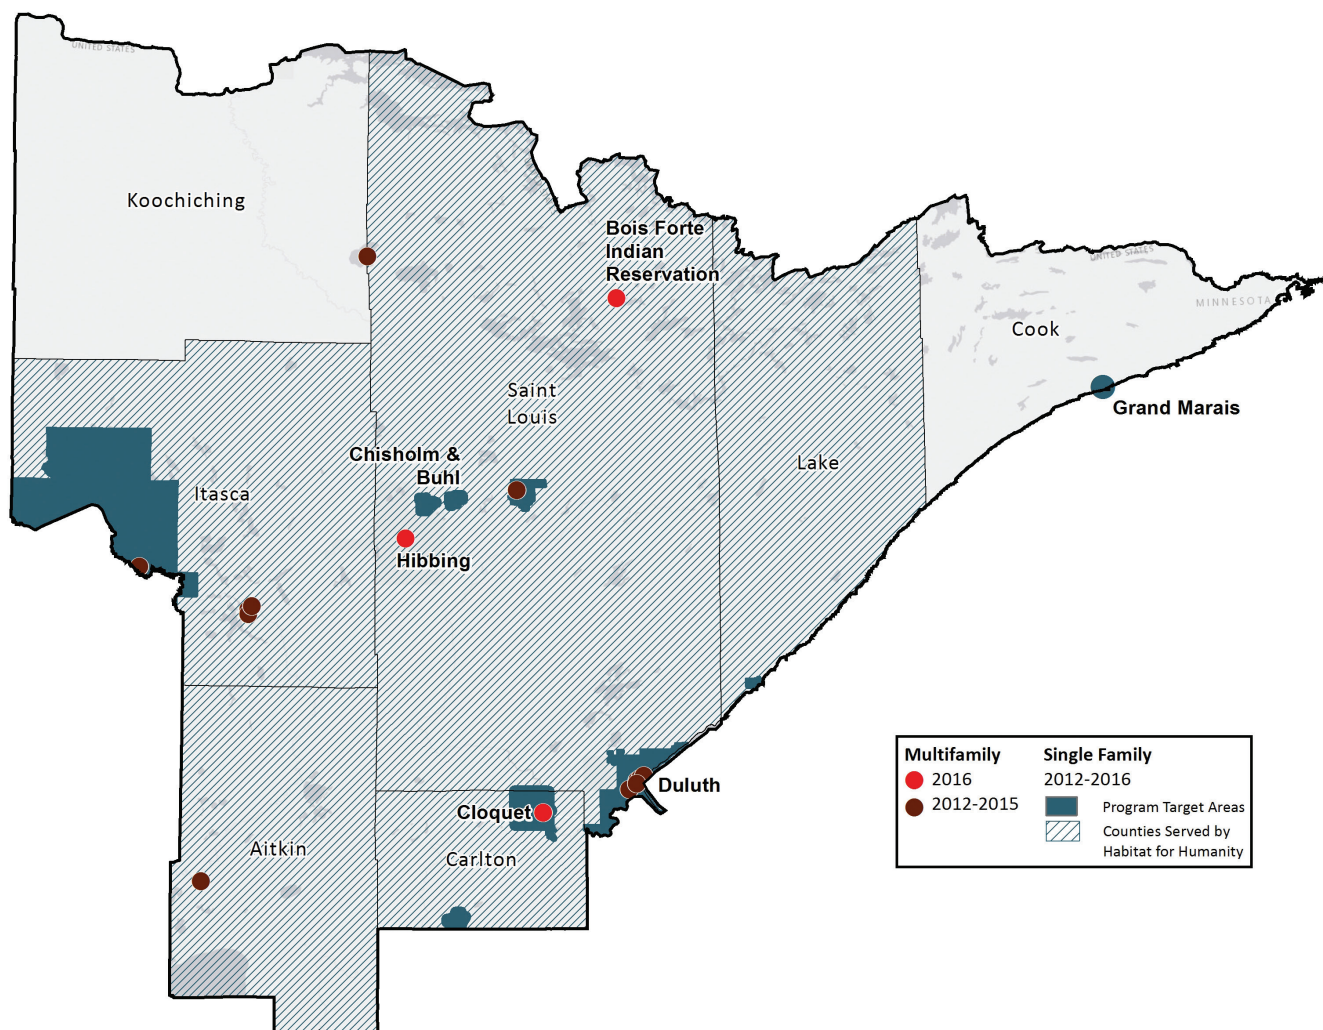 UNITED STATES
Koochiching
Bois Forte
Indian
Reservation
UNITED STATES
MINNESOTA
Cook
Saint
Louis
Grand Marais
Chisholm &
Buhl
Lake
Itasca
Hibbing
Multifamily
Single Family
2016
2012-2016
2012-2015
Program Target Areas
Counties Served by
Habitat for Humanity
Duluth
Cloquet
Aitkin
Carlton